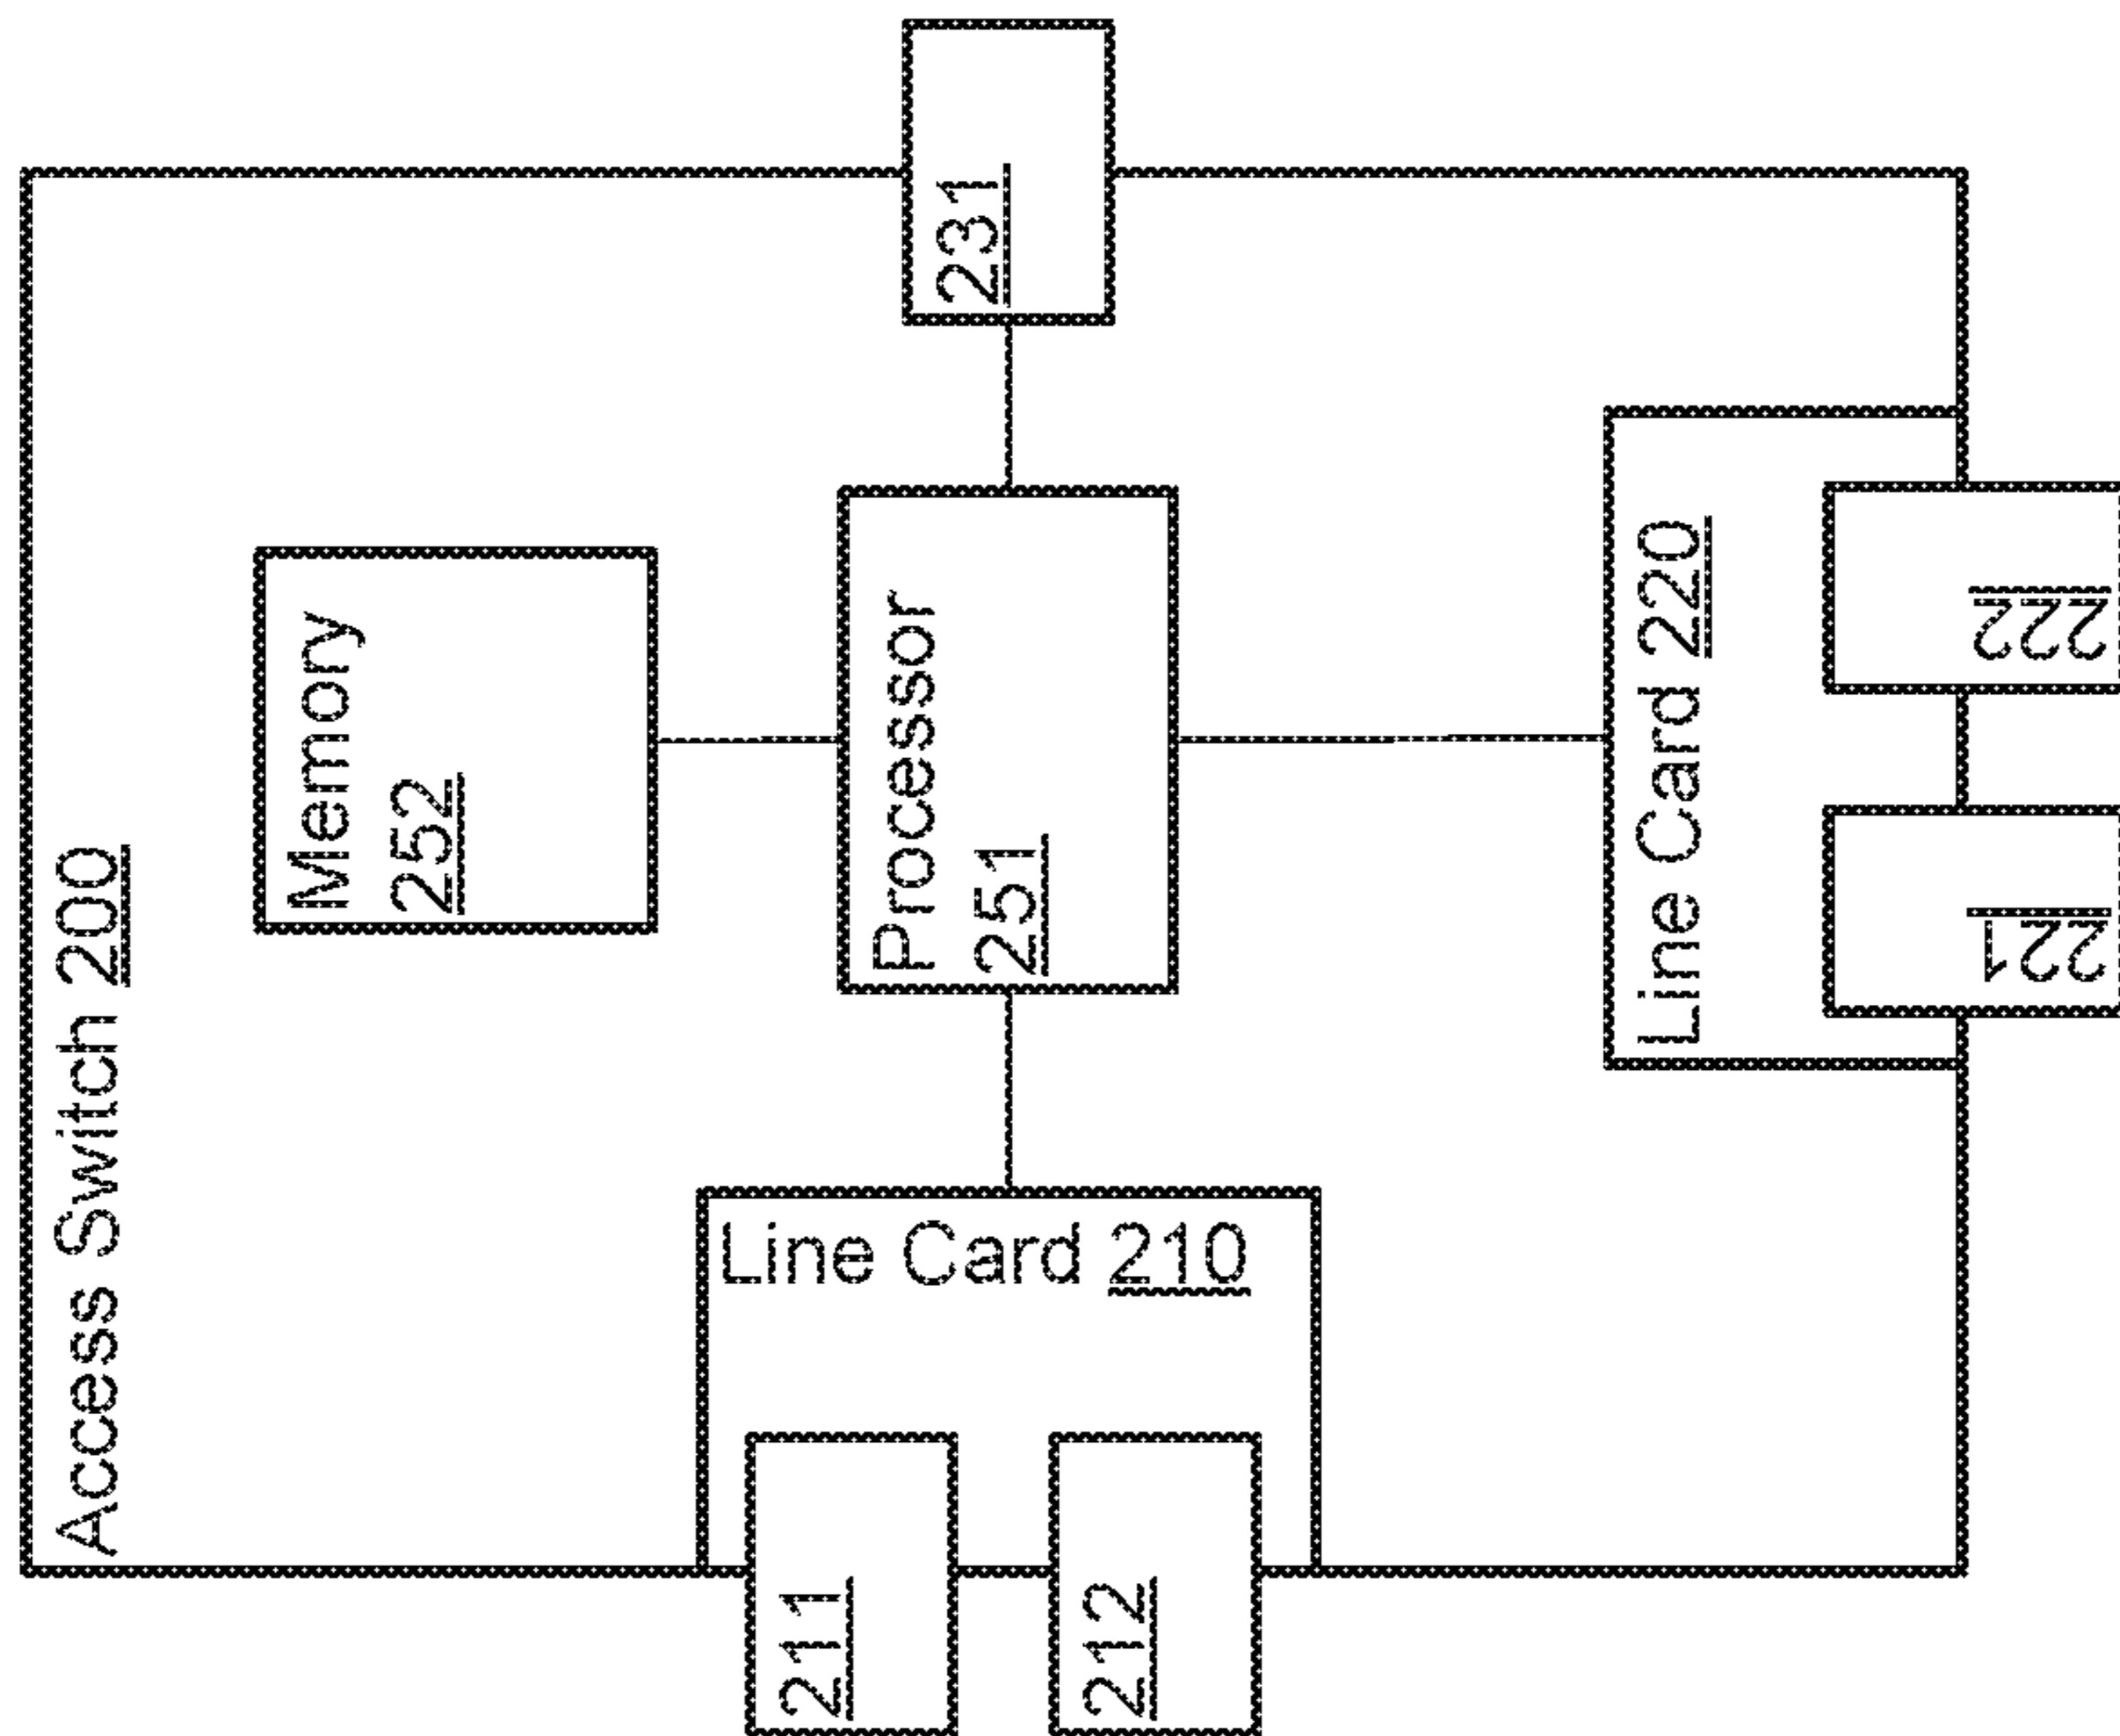 Access Switch 200
Memory
252
Processor
251
231
Line Card 210
211
212
Line Card 220
221
222